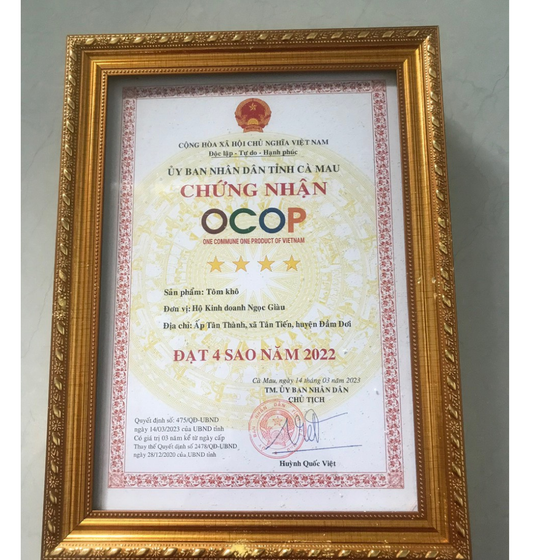 CỘNG HÒA XÃ HỘI CHỦ NGHĨA VIỆT NAM
Độc lập - Tự do - Hạnh phúc
ỦY BAN NHÂN DÂN TỈNH CÀ MAU
CHỨNG NHẬN
OCOP
ONE COMMUNE ONE PRODUCT OF VIETNAM
Sản phẩm: Tôm khô
Đơn vị: Hộ Kinh doanh Ngọc Giàu
Địa chỉ: Ấp Tân Thành, xã Tân Tiến, huyện Đầm Dơi
ĐẠT 4 SAO NĂM 2022
Cà Mau, ngày 14 tháng 03 năm 2023
TM. ỦY BAN NHÂN DÂN
CHỦ TỊCH
Quyết định số: 475/QĐ-UBND
ngày 14/03/2023 của UBND tỉnh
Có giá trị 03 năm kể từ ngày cấp
Thay thế Quyết định số 2478/QĐ-UBND
ngày 28/12/2020 của UBND tỉnh
Huỳnh Quốc Việt